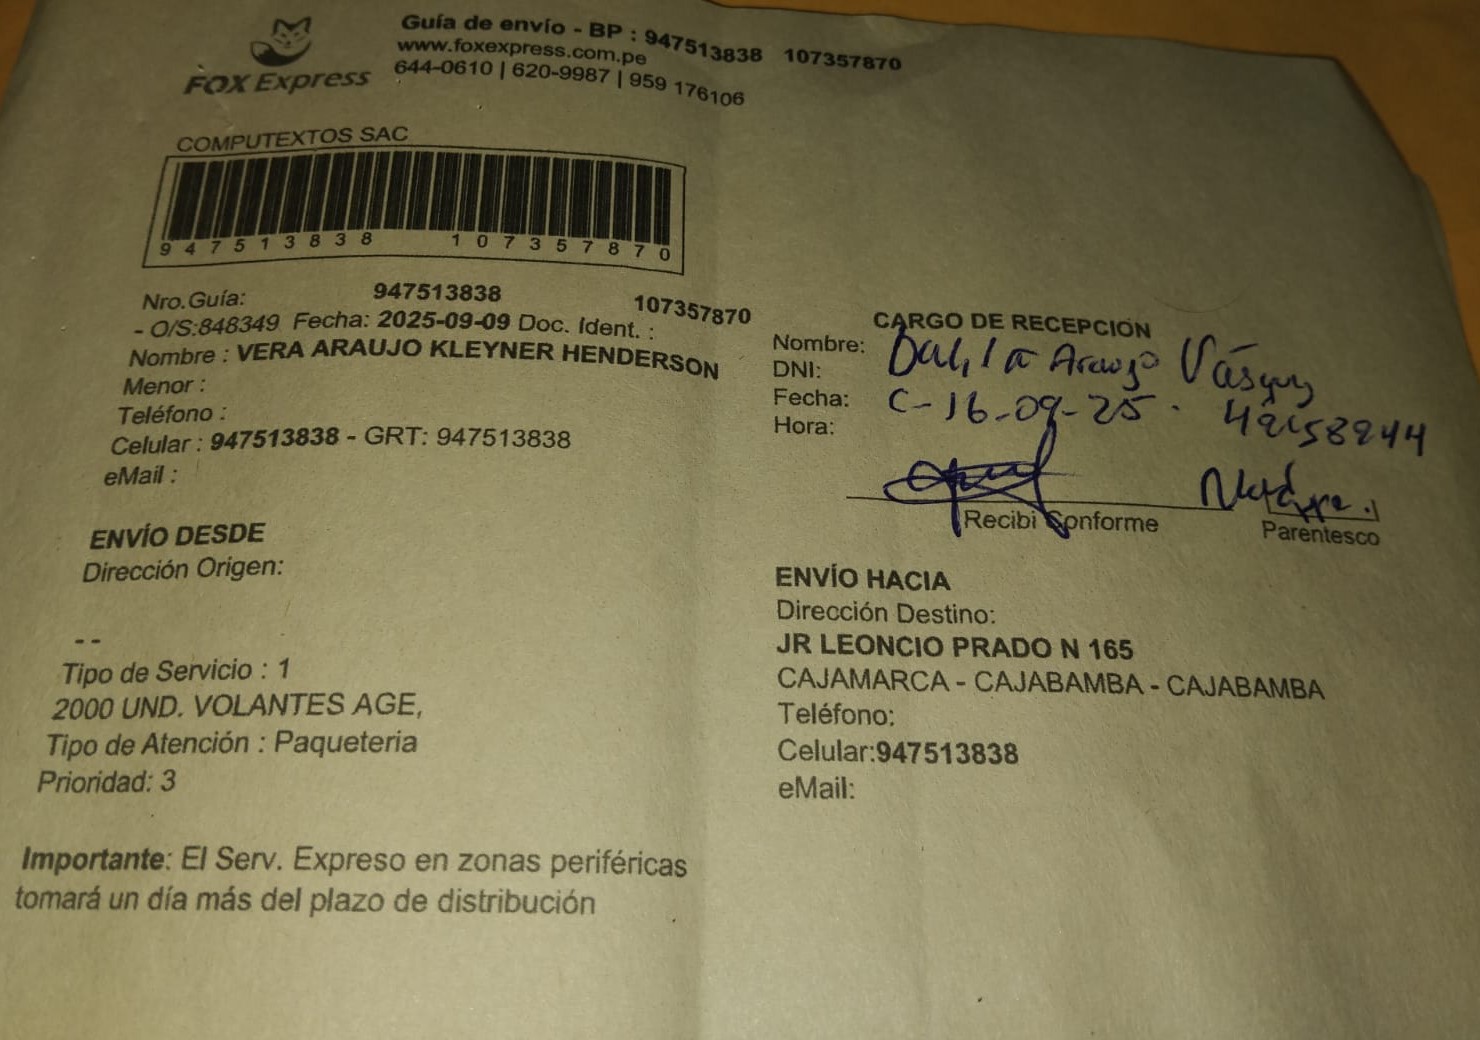 FOX Express
Guía de envío - BP : 947513838 107357870
www.foxexpress.com.pe
644-0610 | 620-9987 | 959 176106
COMPUTEXTOS SAC
947513838 107357870
Nro.Guía: 947513838 107357870
- O/S:848349 Fecha: 2025-09-09 Doc. Ident. :
Nombre : VERA ARAUJO KLEYNER HENDERSON
Menor :
Teléfono :
Celular : 947513838 - GRT: 947513838
eMail :
CARGO DE RECEPCIÓN
Nombre: Araujo Vásquez
DNI:
Fecha: C-16-09-25.
Hora:
Recibi Conforme
Parentesco
ENVÍO DESDE
Dirección Origen:
--
Tipo de Servicio : 1
2000 UND. VOLANTES AGE,
Tipo de Atención : Paqueteria
Prioridad: 3
ENVÍO HACIA
Dirección Destino:
JR LEONCIO PRADO N 165
CAJAMARCA - CAJABAMBA - CAJABAMBA
Teléfono:
Celular:947513838
eMail:
Importante: El Serv. Expreso en zonas periféricas
tomará un día más del plazo de distribución